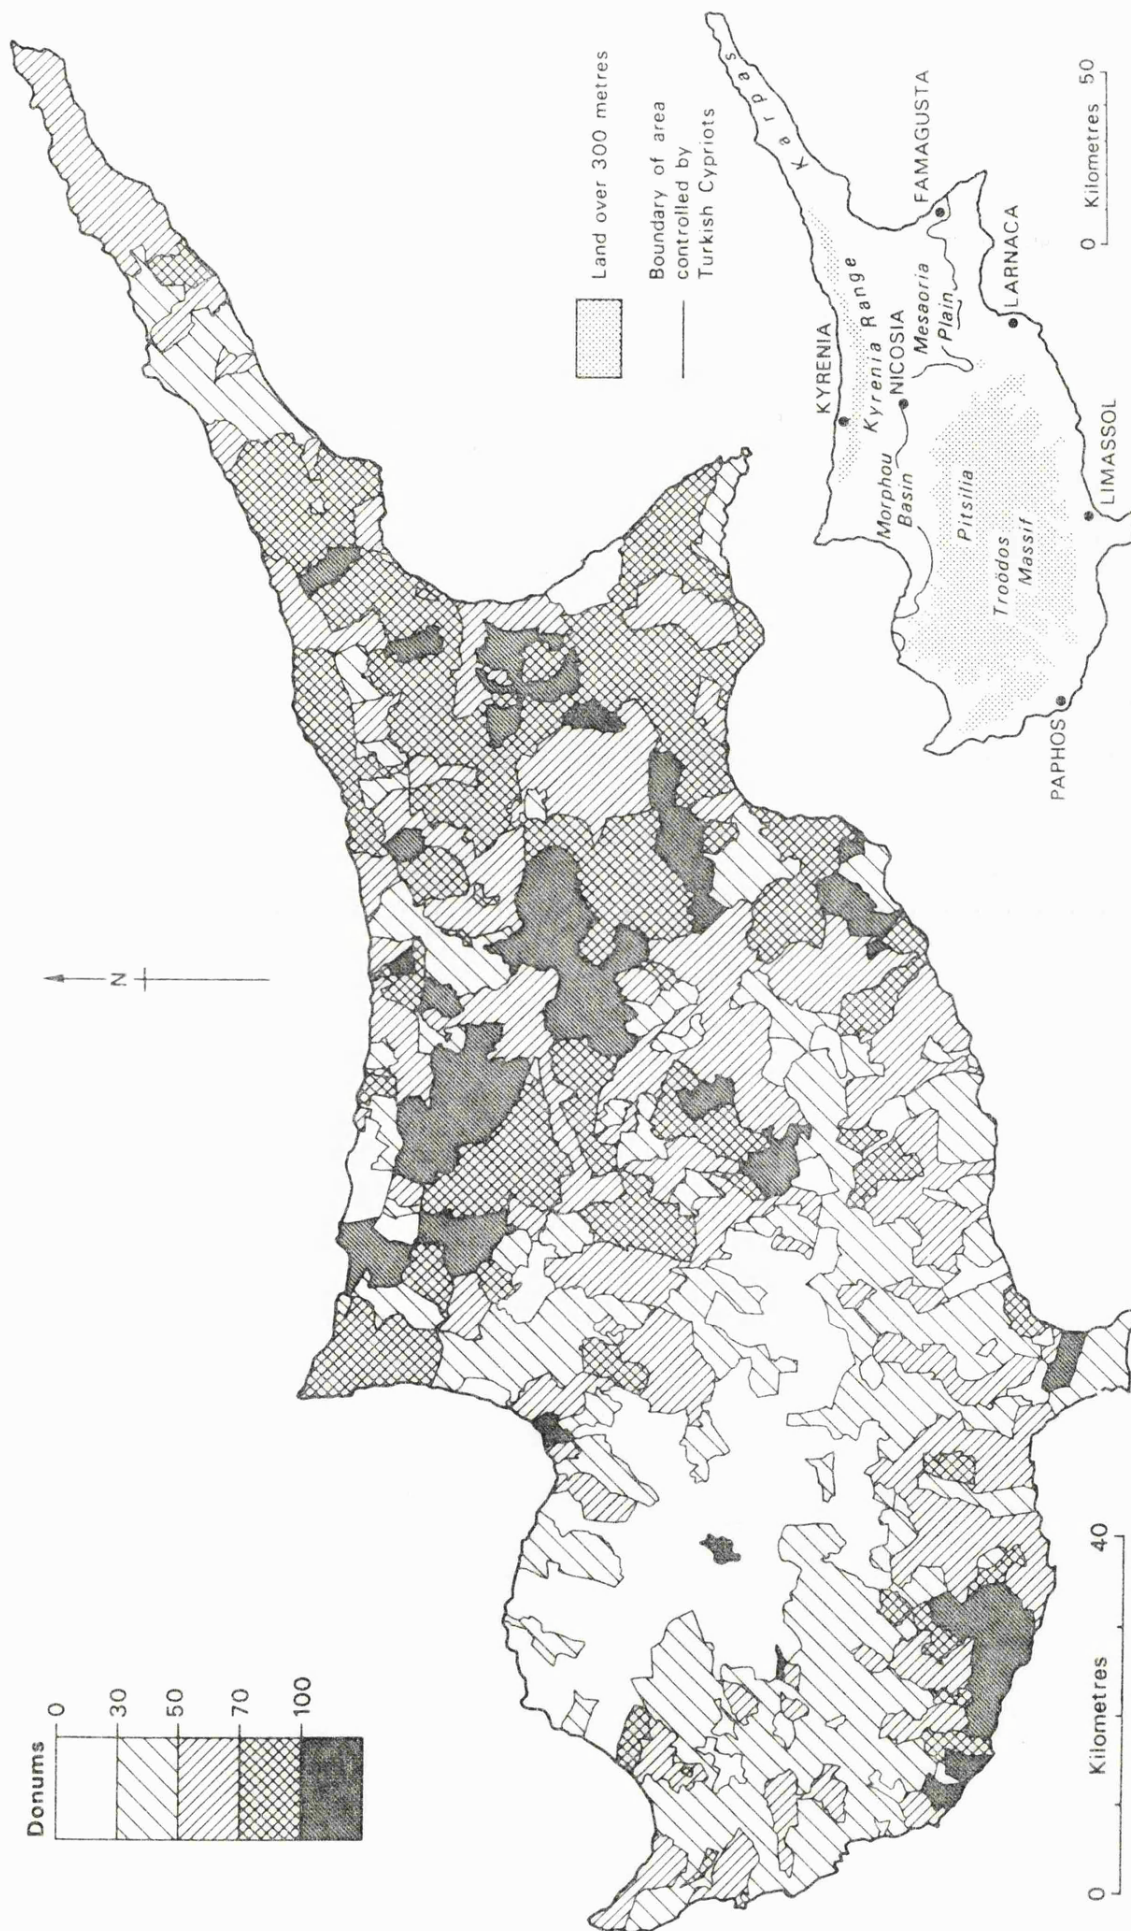 Donums
0
30
50
70
100
N
Kilometres
0
40
Land over 300 metres
Boundary of area
controlled by
Turkish Cypriots
Karpas
KYRENIA
Kyrenia Range
Morphou
Basin
NICOSIA
Mesaoria
Plain
FAMAGUSTA
Pitsilia
Troödos
Massif
LARNACA
PAPHOS
LIMASSOL
0 Kilometres 50